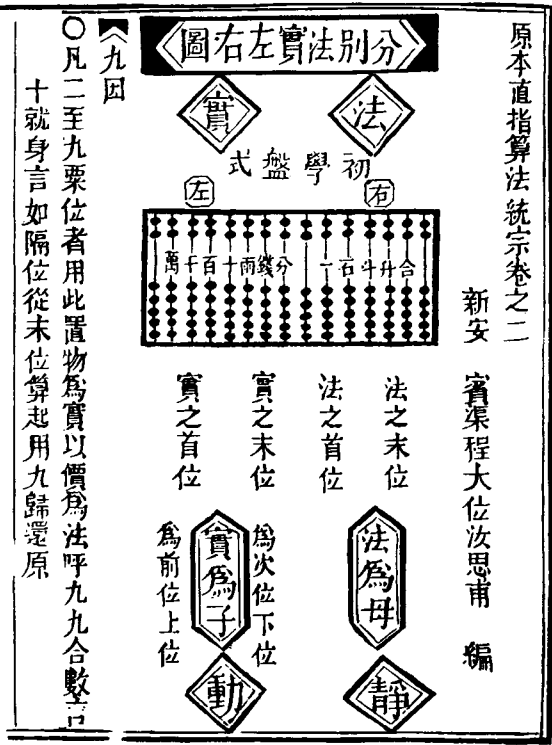 原本直指算法統宗卷之二
新安 賓渠程大位汝思甫 編
分別法實左右圖
法
實
初學盤式
右
左
合升斗石一 分錢兩十百千萬
法之末位
法之首位
實之末位
實之首位
法為母
靜
為次位下位
實為子
為前位上位
動
九因
〇凡二至九單位者用此置物為實以價為法呼九九合數言
十就身言如隔位從末位算起用九歸還原